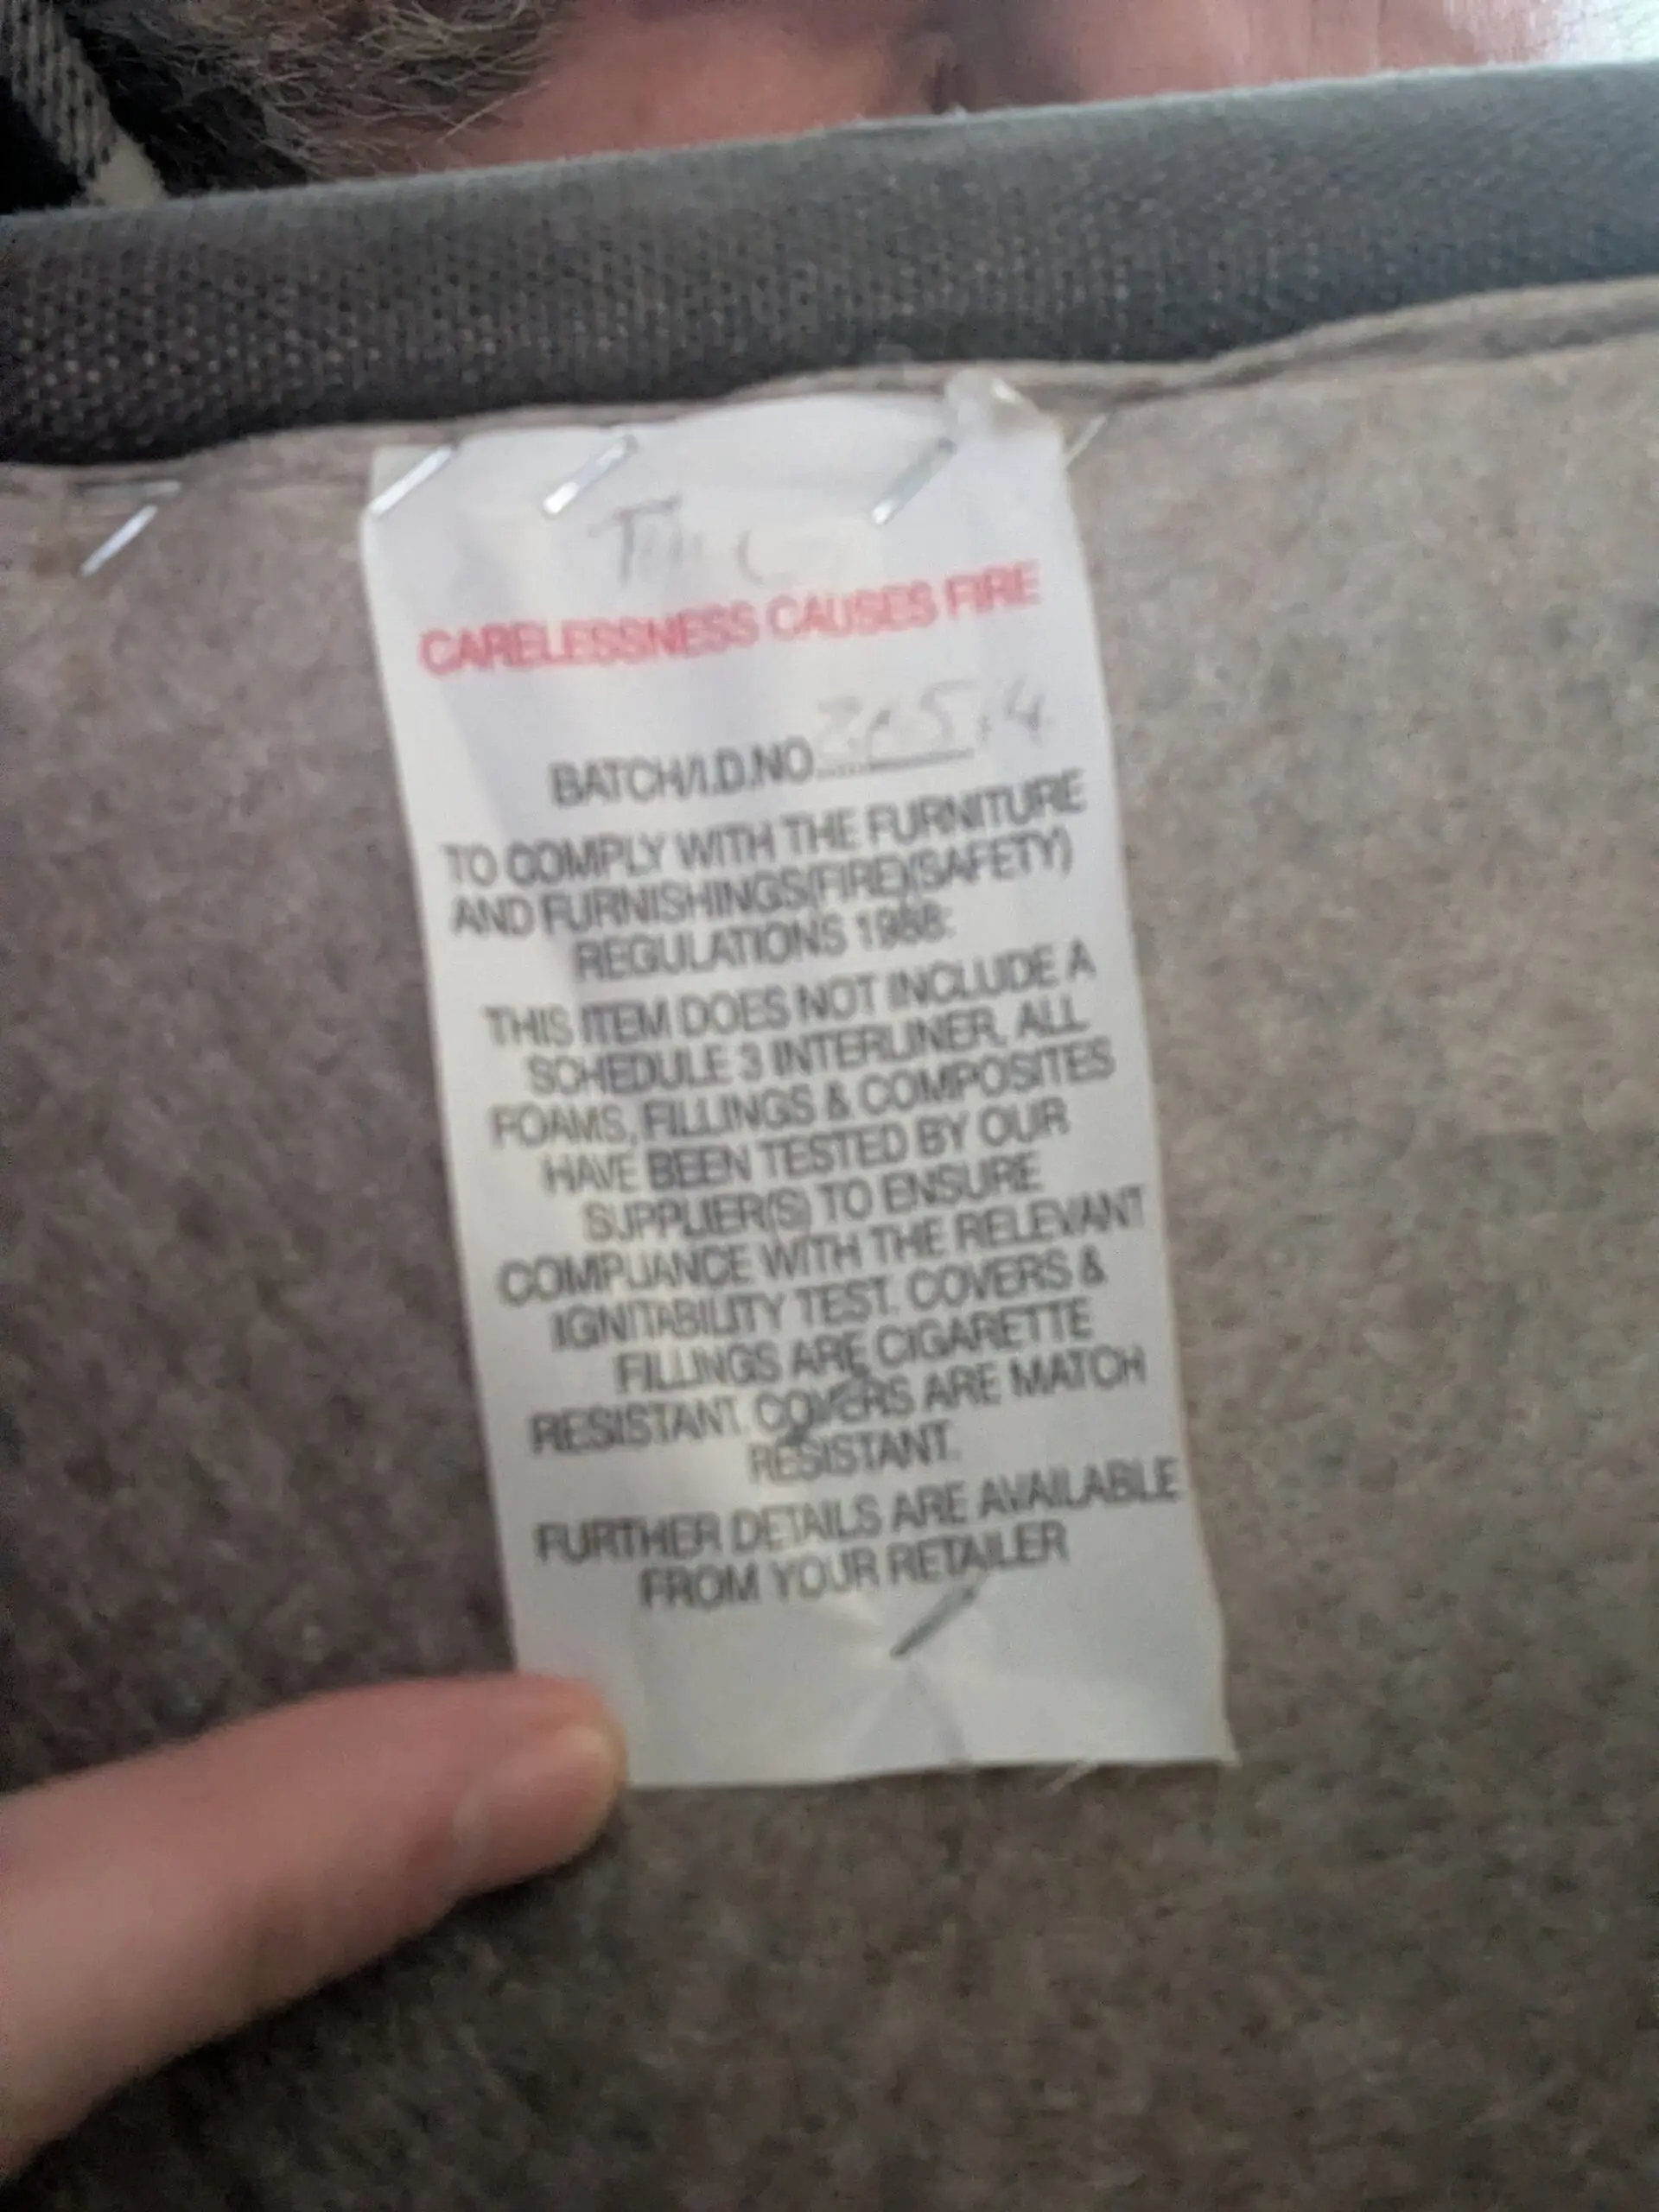 CARELESSNESS CAUSES FIRE
BATCH/I.D.NO
TO COMPLY WITH THE FURNITURE
AND FURNISHINGS(FIRE)(SAFETY)
REGULATIONS 1988:
THIS ITEM DOES NOT INCLUDE A
SCHEDULE 3 INTERLINER. ALL
FOAMS, FILLINGS & COMPOSITES
HAVE BEEN TESTED BY OUR
SUPPLIER(S) TO ENSURE
COMPLIANCE WITH THE RELEVANT
IGNITABILITY TEST. COVERS &
FILLINGS ARE CIGARETTE
RESISTANT. COVERS ARE MATCH
RESISTANT.
FURTHER DETAILS ARE AVAILABLE
FROM YOUR RETAILER